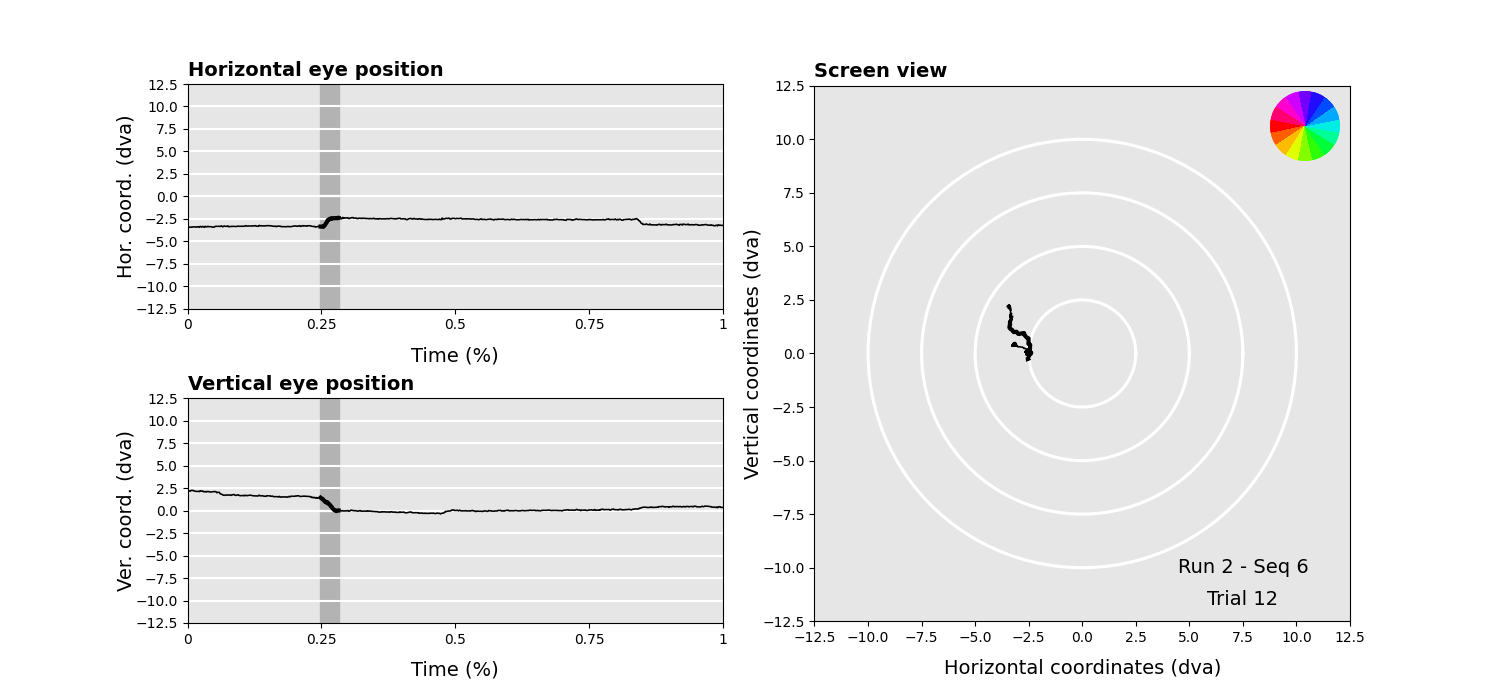 Horizontal eye position
12.5
10.0
7.5
5.0
2.5
0.0
−2.5
−5.0
−7.5
−10.0
−12.5
Hor. coord. (dva)
0 0.25 0.5 0.75 1
Time (%)
Vertical eye position
12.5
10.0
7.5
5.0
2.5
0.0
−2.5
−5.0
−7.5
−10.0
−12.5
Ver. coord. (dva)
0 0.25 0.5 0.75 1
Time (%)
Screen view
12.5
10.0
7.5
5.0
2.5
0.0
−2.5
−5.0
−7.5
−10.0
−12.5
Vertical coordinates (dva)
Run 2 - Seq 6
Trial 12
−12.5 −10.0 −7.5 −5.0 −2.5 0.0 2.5 5.0 7.5 10.0 12.5
Horizontal coordinates (dva)